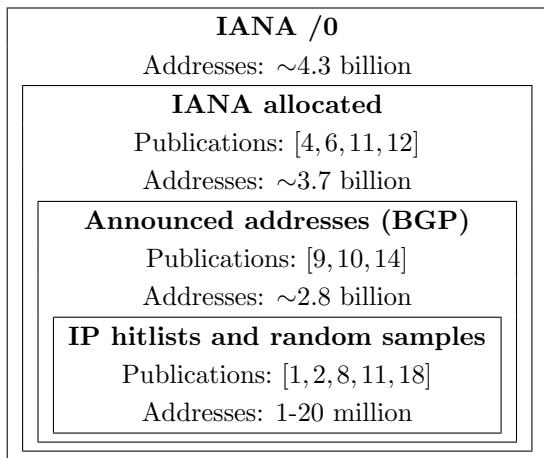 IANA /0
Addresses: ∼4.3 billion
IANA allocated
Publications: [4, 6, 11, 12]
Addresses: ∼3.7 billion
Announced addresses (BGP)
Publications: [9, 10, 14]
Addresses: ∼2.8 billion
IP hitlists and random samples
Publications: [1, 2, 8, 11, 18]
Addresses: 1-20 million